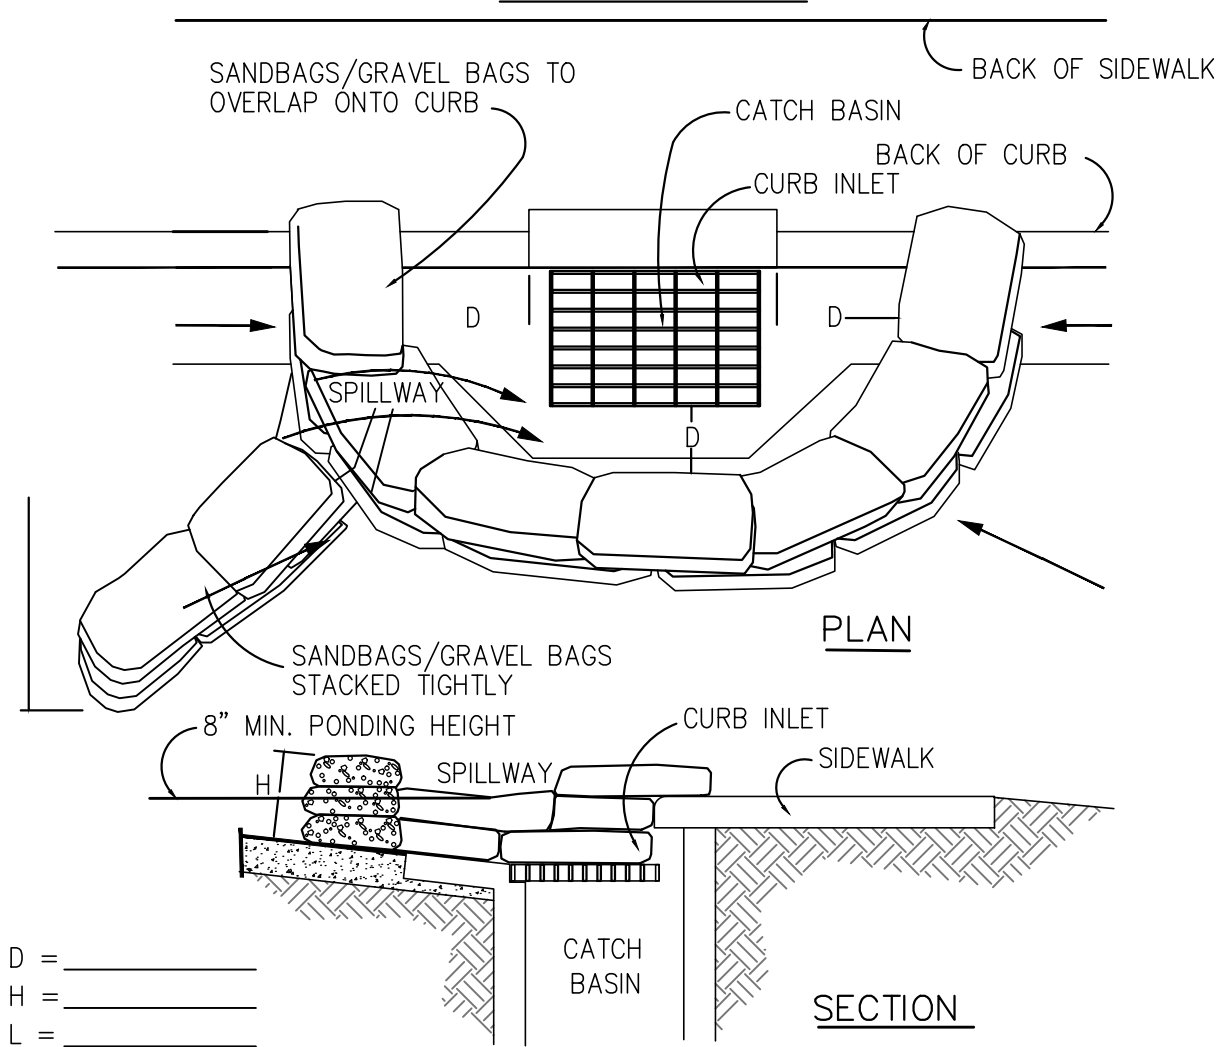 BACK OF SIDEWALK
SANDBAGS/GRAVEL BAGS TO
OVERLAP ONTO CURB
CATCH BASIN
BACK OF CURB
CURB INLET
D
D
SPILLWAY
D
PLAN
SANDBAGS/GRAVEL BAGS
STACKED TIGHTLY
8" MIN. PONDING HEIGHT
CURB INLET
SPILLWAY
SIDEWALK
H
CATCH
BASIN
D =
H =
L =
SECTION